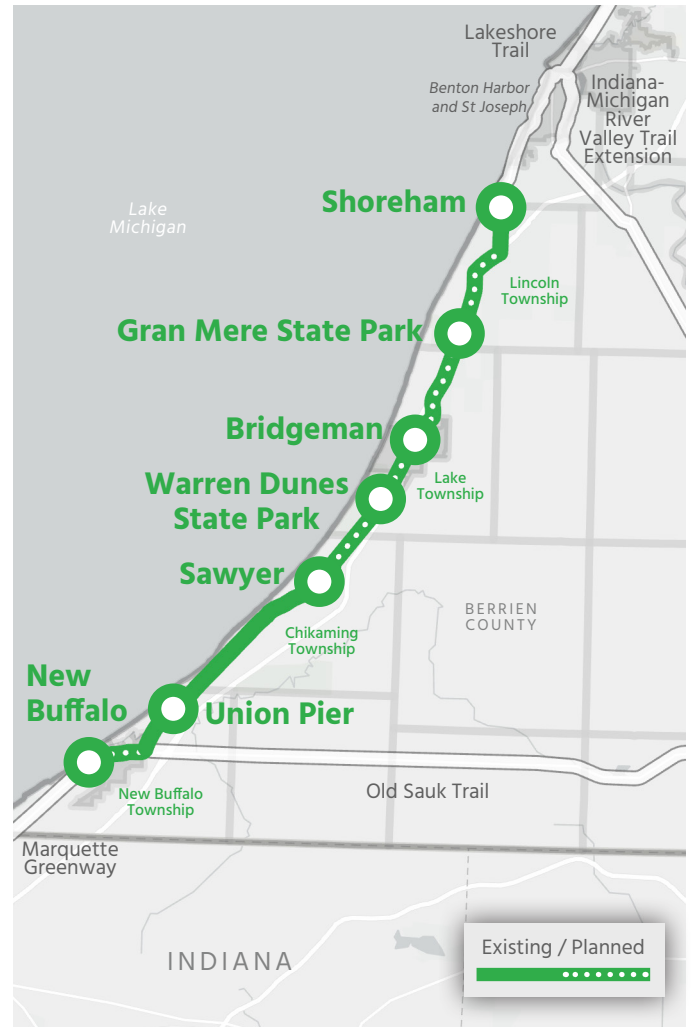 Lakeshore
Trail
Benton Harbor
and St Joseph
Indiana-
Michigan
River
Valley Trail
Extension
Shoreham
Lake
Michigan
Lincoln
Township
Gran Mere State Park
Bridgeman
Warren Dunes
State Park
Lake
Township
Sawyer
BERRIEN
COUNTY
Chikaming
Township
New
Buffalo
Union Pier
New Buffalo
Township
Old Sauk Trail
Marquette
Greenway
INDIANA
Existing / Planned